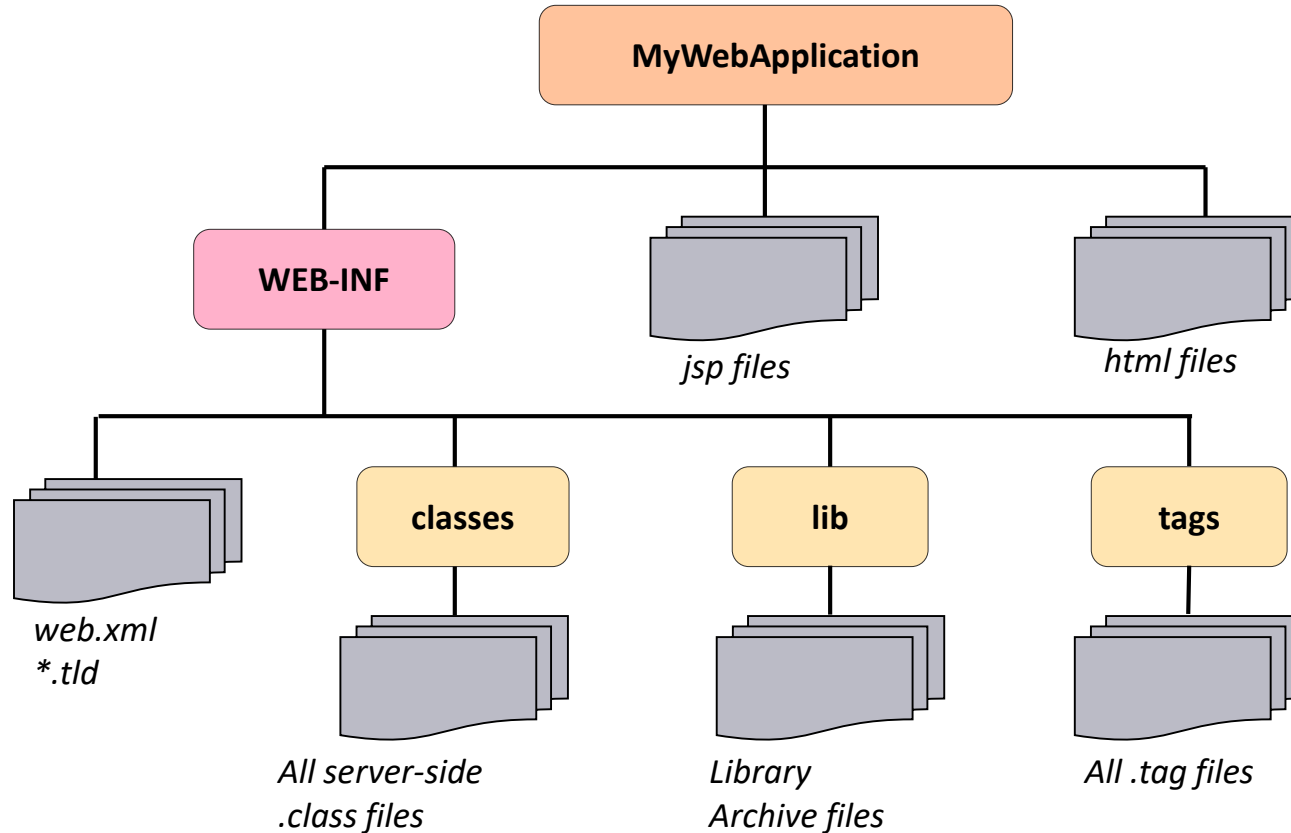 MyWebApplication
WEB-INF
jsp files
html files
classes
lib
tags
web.xml
*.tld
All server-side
.class files
Library
Archive files
All .tag files